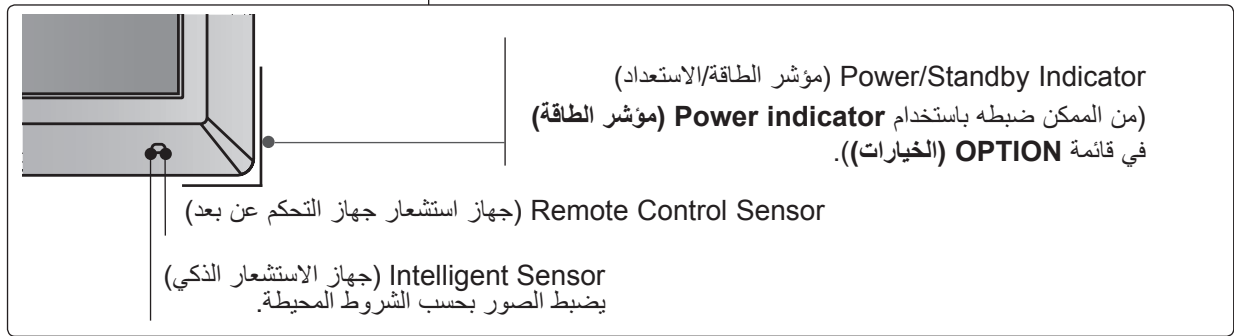 Power/Standby Indicator (مؤشر الطاقة/الاستعداد)
(من الممكن ضبطه باستخدام Power indicator (مؤشر الطاقة)
في قائمة OPTION (الخيارات)).
Remote Control Sensor (جهاز استشعار جهاز التحكم عن بعد)
Intelligent Sensor (جهاز الاستشعار الذكي)
يضبط الصور بحسب الشروط المحيطة.